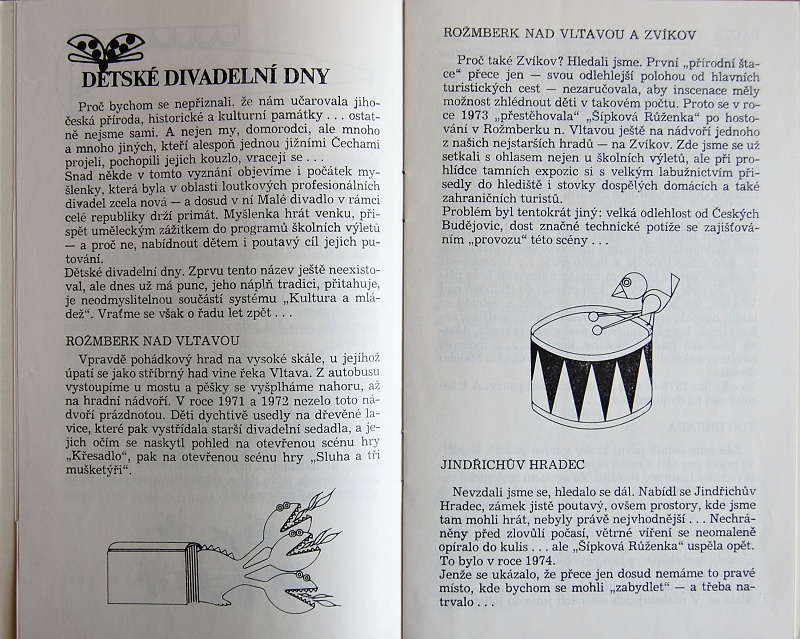 DĚTSKÉ DIVADELNÍ DNY
Proč bychom se nepřiznali, že nám učarovala jiho-
česká příroda, historické a kulturní památky . . . ostat-
ně nejsme sami. A nejen my, domorodci, ale mnoho
a mnoho jiných, kteří alespoň jednou jižními Čechami
projeli, pochopili jejich kouzlo, vracejí se . . .
Snad někde v tomto vyznání objevíme i počátek my-
šlenky, která byla v oblasti loutkových profesionálních
divadel zcela nová — a dosud v ní Malé divadlo v rámci
celé republiky drží primát. Myšlenka hrát venku, při-
spět uměleckým zážitkem do programů školních výletů
— a proč ne, nabídnout dětem i poutavý cíl jejich pu-
tování.
Dětské divadelní dny. Zprvu tento název ještě neexisto-
val, ale dnes už má punc, jeho náplň tradici, přitahuje,
je neodmyslitelnou součástí systému „Kultura a mlá-
dež“. Vraťme se však o řadu let zpět . . .
ROŽMBERK NAD VLTAVOU
Vpravdě pohádkový hrad na vysoké skále, u jejíhož
úpatí se jako stříbrný had vine řeka Vltava. Z autobusu
vystoupíme u mostu a pěšky se vyšplháme nahoru, až
na hradní nádvoří. V roce 1971 a 1972 nezelo toto ná-
dvoří prázdnotou. Děti dychtivě usedly na dřevěné la-
vice, které pak vystřídala starší divadelní sedadla, a je-
jich očím se naskytl pohled na otevřenou scénu hry
„Křesadlo“, pak na otevřenou scénu hry „Sluha a tři
mušketýři“.
ROŽMBERK NAD VLTAVOU A ZVÍKOV
Proč také Zvíkov? Hledali jsme. První „přírodní šta-
ce“ přece jen — svou odlehlejší polohou od hlavních
turistických cest — nezaručovala, aby inscenace měly
možnost zhlédnout děti v takovém počtu. Proto se v ro-
ce 1973 „přestěhovala“ „Šípková Růženka“ po hosto-
vání v Rožmberku n. Vltavou ještě na nádvoří jednoho
z našich nejstarších hradů — na Zvíkov. Zde jsme se už
setkali s ohlasem nejen u školních výletů, ale při pro-
hlídce tamních expozic si s velkým labužnictvím při-
sedly do hlediště i stovky dospělých domácích a také
zahraničních turistů.
Problém byl tentokrát jiný: velká odlehlost od Českých
Budějovic, dost značné technické potíže se zajišťová-
ním „provozu“ této scény . . .
JINDŘICHŮV HRADEC
Nevzdali jsme se, hledalo se dál. Nabídl se Jindřichův
Hradec, zámek jistě poutavý, ovšem prostory, kde jsme
tam mohli hrát, nebyly právě nejvhodnější . . . Nechrá-
něny před zlovůlí počasí, větrné víření se neomaleně
opíralo do kulis . . . ale „Šípková Růženka“ uspěla opět.
To bylo v roce 1974.
Jenže se ukázalo, že přece jen dosud nemáme to pravé
místo, kde bychom se mohli „zabydlet“ — a třeba na-
trvalo . . .